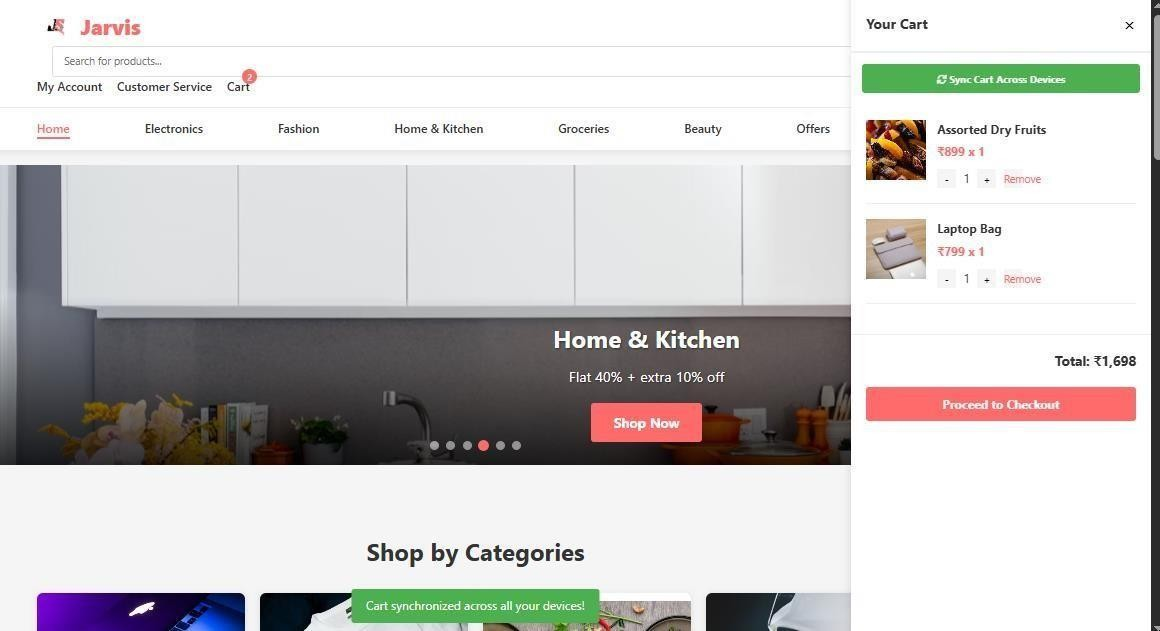 Jarvis
Search for products...
My Account Customer Service Cart 2
Home Electronics Fashion Home & Kitchen Groceries Beauty Offers
Home & Kitchen
Flat 40% + extra 10% off
Shop Now
Shop by Categories
Cart synchronized across all your devices!
Your Cart ×
Sync Cart Across Devices
Assorted Dry Fruits
₹899 x 1
- 1 + Remove
Laptop Bag
₹799 x 1
- 1 + Remove
Total: ₹1,698
Proceed to Checkout